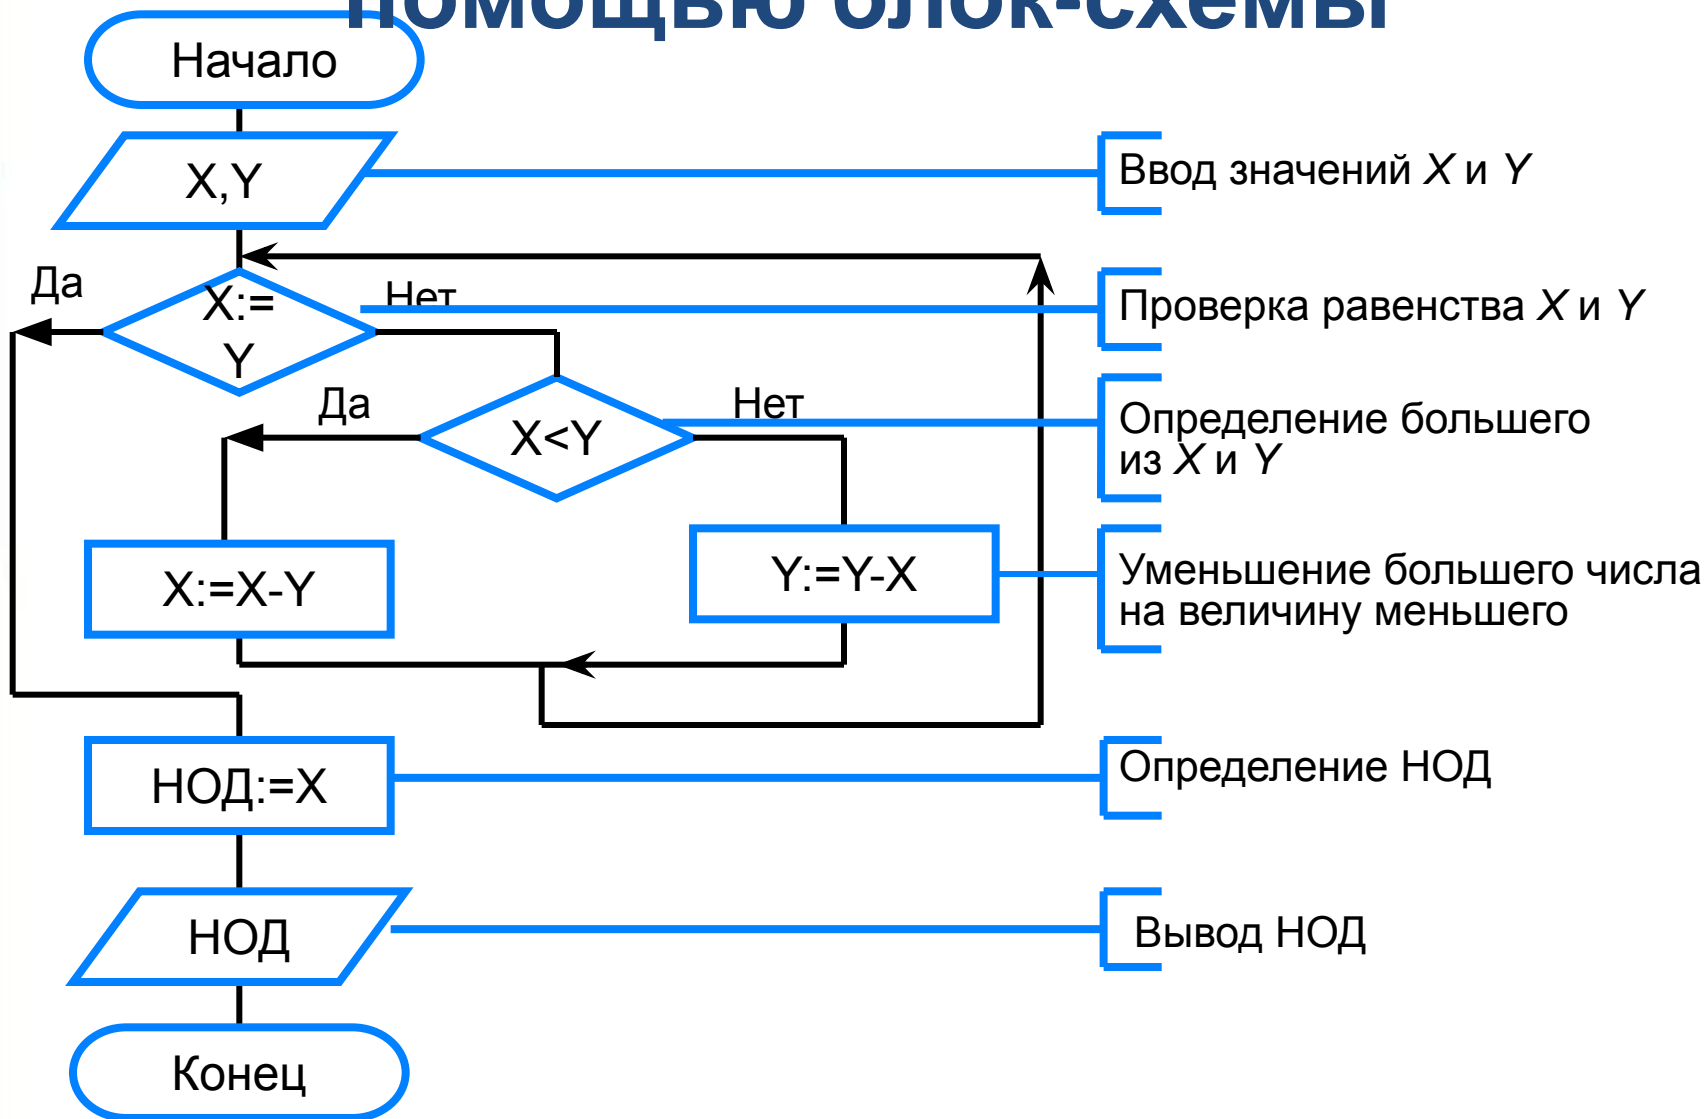 помощью блок-схемы
Начало
X,Y
Ввод значений X и Y
Да
X:=
Y
Нет
Проверка равенства X и Y
Да
X<Y
Нет
Определение большего
из X и Y
X:=X-Y
Y:=Y-X
Уменьшение большего числа
на величину меньшего
НОД:=X
Определение НОД
НОД
Вывод НОД
Конец